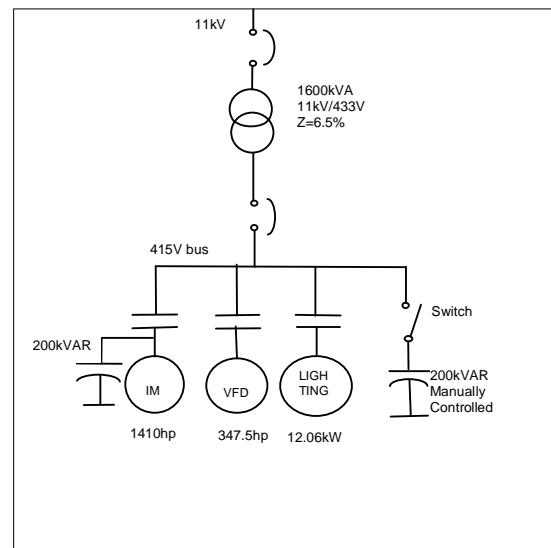 11kV
1600kVA
11kV/433V
Z=6.5%
415V bus
Switch
200kVAR
IM
VFD
LIGH
TING
200kVAR
Manually
Controlled
1410hp
347.5hp
12.06kW